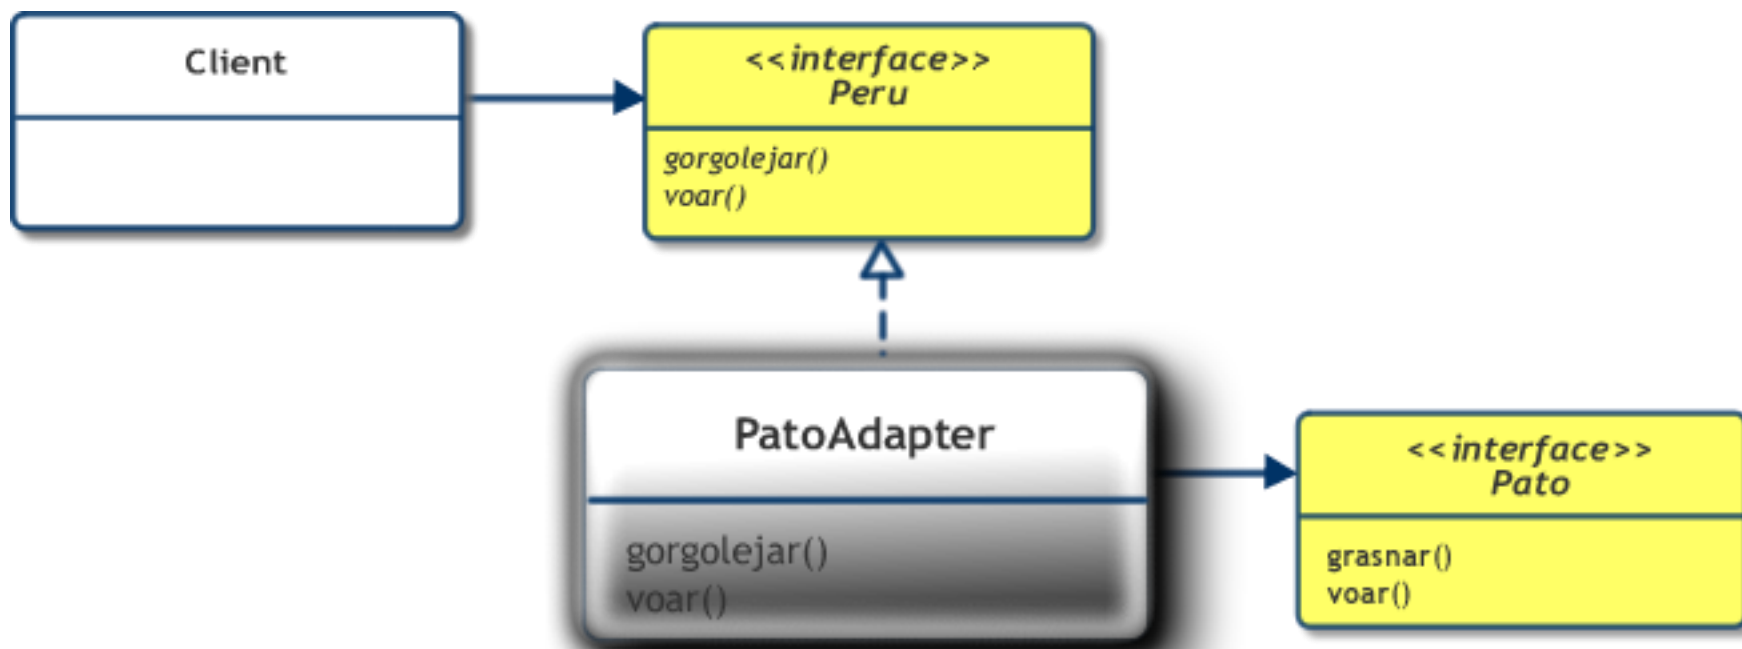 Client
<<interface>>
Peru
gorgolejar()
voar()
PatoAdapter
gorgolejar()
voar()
<<interface>>
Pato
grasnar()
voar()